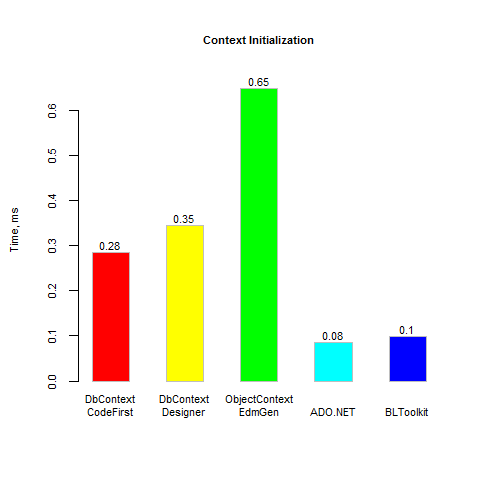 Context Initialization
0.65
0.6
0.5
0.4
0.35
0.3
0.28
0.2
0.1
0.1
0.08
0.0
Time, ms
DbContext CodeFirst
DbContext Designer
ObjectContext EdmGen
ADO.NET
BLToolkit